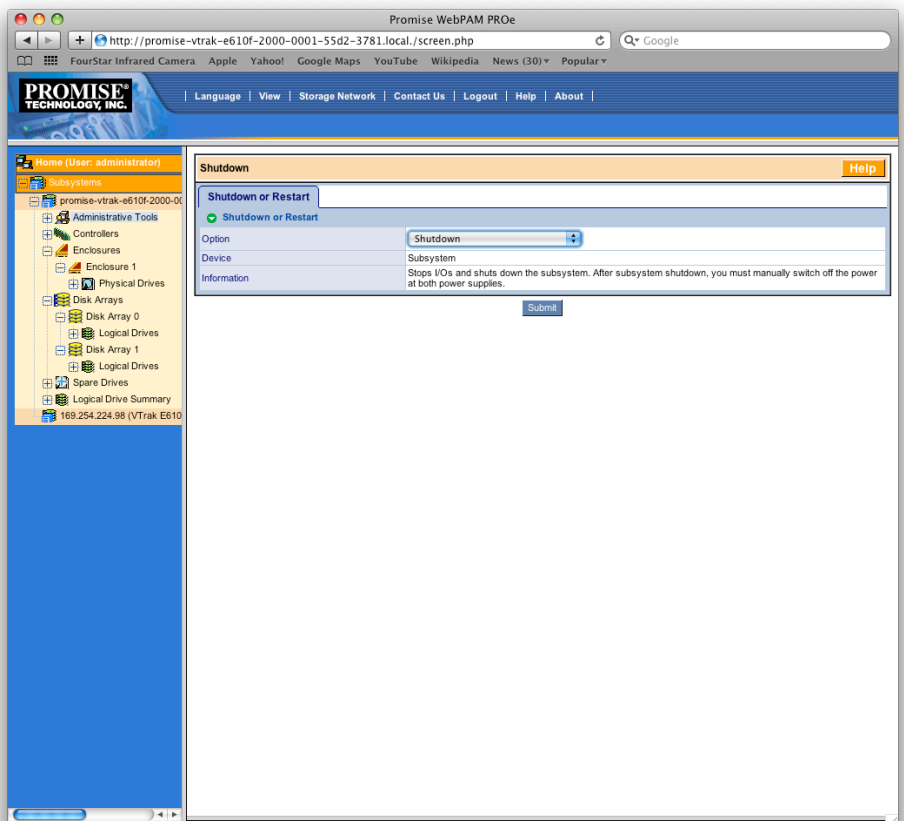 Promise WebPAM PROe
http://promise-vtrak-e610f-2000-0001-55d2-3781.local./screen.php
Google
FourStar Infrared Camera Apple Yahoo! Google Maps YouTube Wikipedia News (30) Popular
PROMISE®
TECHNOLOGY, INC.
| Language | View | Storage Network | Contact Us | Logout | Help | About |
Home (User: administrator)
Subsystems
promise-vtrak-e610f-2000-00
Administrative Tools
Controllers
Enclosures
Enclosure 1
Physical Drives
Disk Arrays
Disk Array 0
Logical Drives
Disk Array 1
Logical Drives
Spare Drives
Logical Drive Summary
169.254.224.98 (VTrak E610
Shutdown
Help
Shutdown or Restart
Shutdown or Restart
Option
Shutdown
Device
Subsystem
Information
Stops I/Os and shuts down the subsystem. After subsystem shutdown, you must manually switch off the power
at both power supplies.
Submit